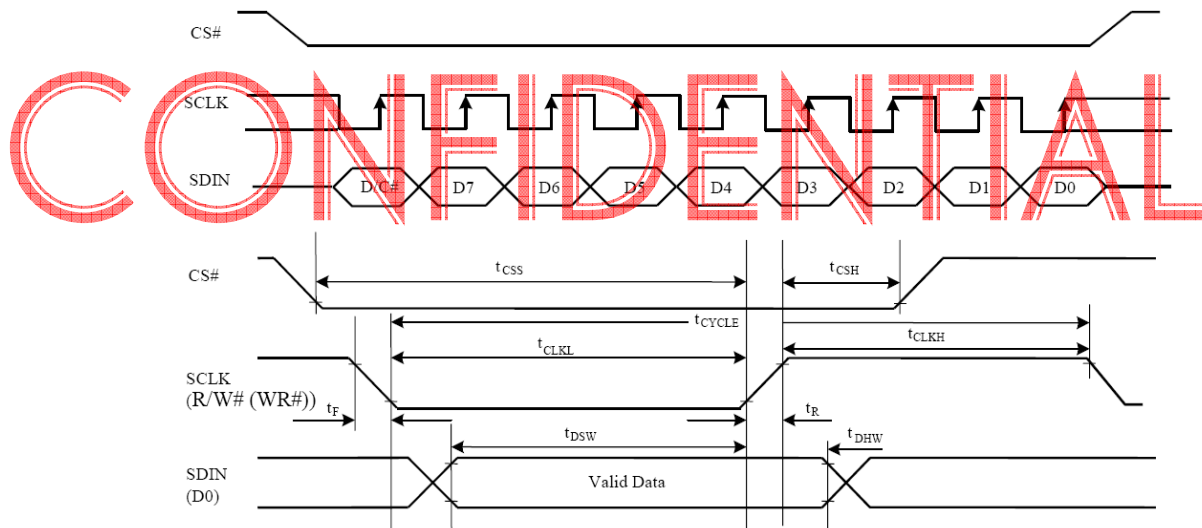 CS#
CONFIDENTIAL
SCLK
SDIN
D/C# D7 D6 D5 D4 D3 D2 D1 D0
CS#
tCSS
tCSH
tCYCLE
tCLKL
tCLKH
SCLK
(R/W# (WR#))
tF
tR
tDSW
tDHW
SDIN
(D0)
Valid Data